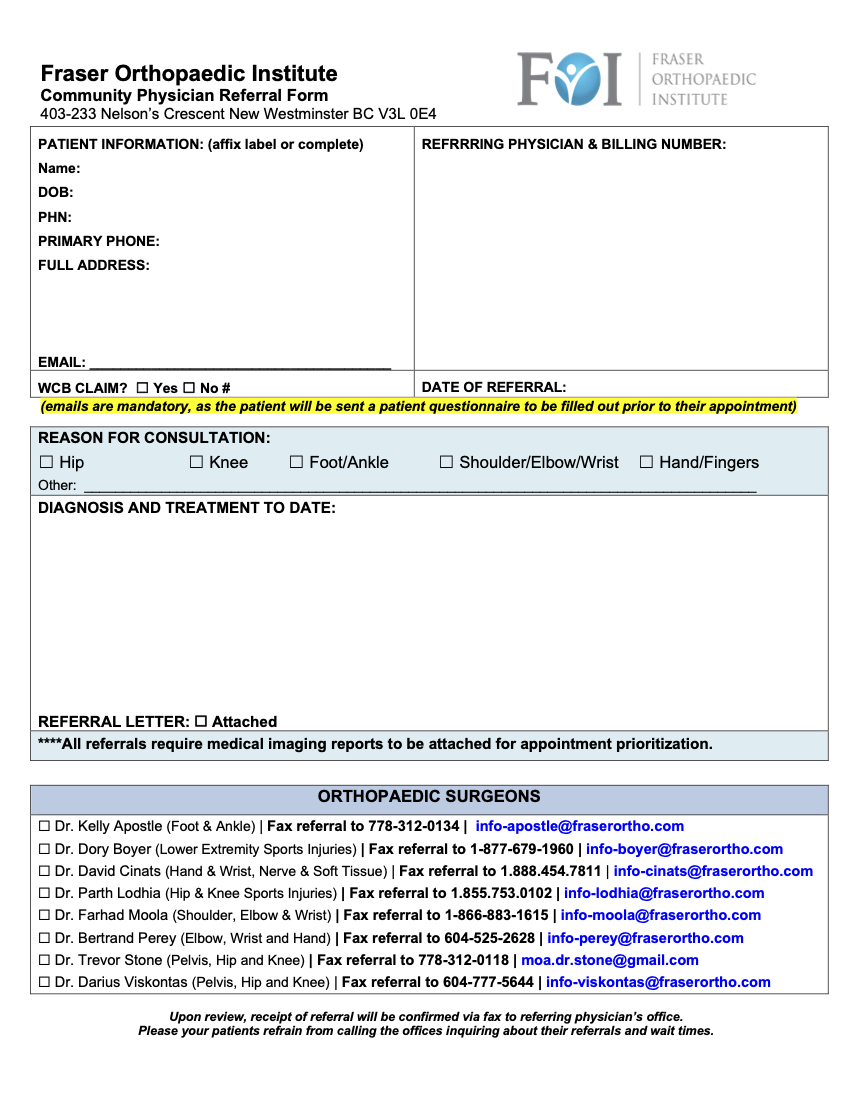 Fraser Orthopaedic Institute
Community Physician Referral Form
403-233 Nelson's Crescent New Westminster BC V3L 0E4
FOI
FRASER
ORTHOPAEDIC
INSTITUTE
PATIENT INFORMATION: (affix label or complete)
Name:
DOB:
PHN:
PRIMARY PHONE:
FULL ADDRESS:
EMAIL: ______________________________________
REFRRRING PHYSICIAN & BILLING NUMBER:
WCB CLAIM? ☐ Yes ☐ No #
DATE OF REFERRAL:
(emails are mandatory, as the patient will be sent a patient questionnaire to be filled out prior to their appointment)
REASON FOR CONSULTATION:
☐ Hip ☐ Knee ☐ Foot/Ankle ☐ Shoulder/Elbow/Wrist ☐ Hand/Fingers
Other: ______________________________________________________________________________________
DIAGNOSIS AND TREATMENT TO DATE:
REFERRAL LETTER: ☐ Attached
****All referrals require medical imaging reports to be attached for appointment prioritization.
ORTHOPAEDIC SURGEONS
☐ Dr. Kelly Apostle (Foot & Ankle) | Fax referral to 778-312-0134 | info-apostle@fraserortho.com
☐ Dr. Dory Boyer (Lower Extremity Sports Injuries) | Fax referral to 1-877-679-1960 | info-boyer@fraserortho.com
☐ Dr. David Cinats (Hand & Wrist, Nerve & Soft Tissue) | Fax referral to 1.888.454.7811 | info-cinats@fraserortho.com
☐ Dr. Parth Lodhia (Hip & Knee Sports Injuries) | Fax referral to 1.855.753.0102 | info-lodhia@fraserortho.com
☐ Dr. Farhad Moola (Shoulder, Elbow & Wrist) | Fax referral to 1-866-883-1615 | info-moola@fraserortho.com
☐ Dr. Bertrand Perey (Elbow, Wrist and Hand) | Fax referral to 604-525-2628 | info-perey@fraserortho.com
☐ Dr. Trevor Stone (Pelvis, Hip and Knee) | Fax referral to 778-312-0118 | moa.dr.stone@gmail.com
☐ Dr. Darius Viskontas (Pelvis, Hip and Knee) | Fax referral to 604-777-5644 | info-viskontas@fraserortho.com
Upon review, receipt of referral will be confirmed via fax to referring physician's office.
Please your patients refrain from calling the offices inquiring about their referrals and wait times.